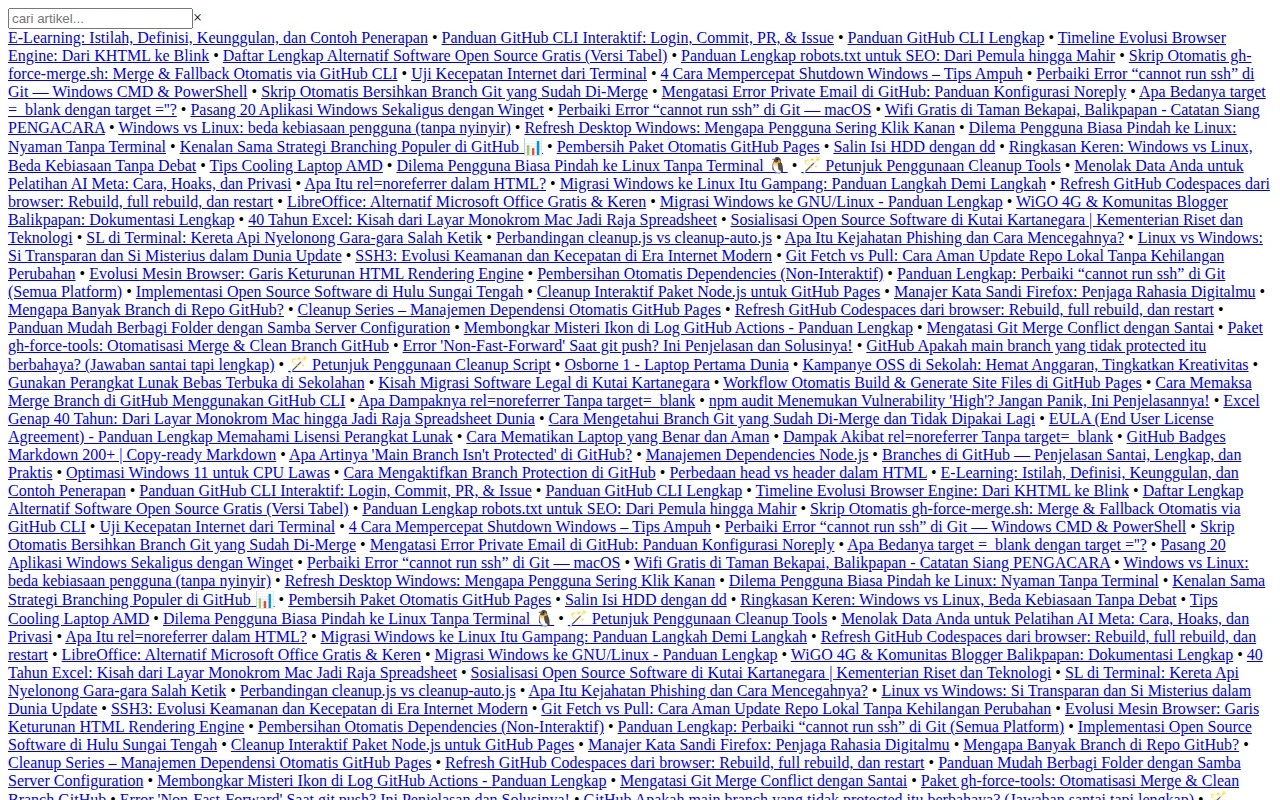 cari artikel... ×
E-Learning: Istilah, Definisi, Keunggulan, dan Contoh Penerapan • Panduan GitHub CLI Interaktif: Login, Commit, PR, & Issue • Panduan GitHub CLI Lengkap • Timeline Evolusi Browser
Engine: Dari KHTML ke Blink • Daftar Lengkap Alternatif Software Open Source Gratis (Versi Tabel) • Panduan Lengkap robots.txt untuk SEO: Dari Pemula hingga Mahir • Skrip Otomatis gh-
force-merge.sh: Merge & Fallback Otomatis via GitHub CLI • Uji Kecepatan Internet dari Terminal • 4 Cara Mempercepat Shutdown Windows – Tips Ampuh • Perbaiki Error “cannot run ssh” di
Git — Windows CMD & PowerShell • Skrip Otomatis Bersihkan Branch Git yang Sudah Di-Merge • Mengatasi Error Private Email di GitHub: Panduan Konfigurasi Noreply • Apa Bedanya target
=_blank dengan target =''? • Pasang 20 Aplikasi Windows Sekaligus dengan Winget • Perbaiki Error “cannot run ssh” di Git — macOS • Wifi Gratis di Taman Bekapai, Balikpapan - Catatan Siang
PENGACARA • Windows vs Linux: beda kebiasaan pengguna (tanpa nyinyir) • Refresh Desktop Windows: Mengapa Pengguna Sering Klik Kanan • Dilema Pengguna Biasa Pindah ke Linux:
Nyaman Tanpa Terminal • Kenalan Sama Strategi Branching Populer di GitHub 📊 • Pembersih Paket Otomatis GitHub Pages • Salin Isi HDD dengan dd • Ringkasan Keren: Windows vs Linux,
Beda Kebiasaan Tanpa Debat • Tips Cooling Laptop AMD • Dilema Pengguna Biasa Pindah ke Linux Tanpa Terminal 🐧 • 🪄 Petunjuk Penggunaan Cleanup Tools • Menolak Data Anda untuk
Pelatihan AI Meta: Cara, Hoaks, dan Privasi • Apa Itu rel=noreferrer dalam HTML? • Migrasi Windows ke Linux Itu Gampang: Panduan Langkah Demi Langkah • Refresh GitHub Codespaces dari
browser: Rebuild, full rebuild, dan restart • LibreOffice: Alternatif Microsoft Office Gratis & Keren • Migrasi Windows ke GNU/Linux - Panduan Lengkap • WiGO 4G & Komunitas Blogger
Balikpapan: Dokumentasi Lengkap • 40 Tahun Excel: Kisah dari Layar Monokrom Mac Jadi Raja Spreadsheet • Sosialisasi Open Source Software di Kutai Kartanegara | Kementerian Riset dan
Teknologi • SL di Terminal: Kereta Api Nyelonong Gara-gara Salah Ketik • Perbandingan cleanup.js vs cleanup-auto.js • Apa Itu Kejahatan Phishing dan Cara Mencegahnya? • Linux vs Windows:
Si Transparan dan Si Misterius dalam Dunia Update • SSH3: Evolusi Keamanan dan Kecepatan di Era Internet Modern • Git Fetch vs Pull: Cara Aman Update Repo Lokal Tanpa Kehilangan
Perubahan • Evolusi Mesin Browser: Garis Keturunan HTML Rendering Engine • Pembersihan Otomatis Dependencies (Non-Interaktif) • Panduan Lengkap: Perbaiki “cannot run ssh” di Git
(Semua Platform) • Implementasi Open Source Software di Hulu Sungai Tengah • Cleanup Interaktif Paket Node.js untuk GitHub Pages • Manajer Kata Sandi Firefox: Penjaga Rahasia Digitalmu •
Mengapa Banyak Branch di Repo GitHub? • Cleanup Series – Manajemen Dependensi Otomatis GitHub Pages • Refresh GitHub Codespaces dari browser: Rebuild, full rebuild, dan restart •
Panduan Mudah Berbagi Folder dengan Samba Server Configuration • Membongkar Misteri Ikon di Log GitHub Actions - Panduan Lengkap • Mengatasi Git Merge Conflict dengan Santai • Paket
gh-force-tools: Otomatisasi Merge & Clean Branch GitHub • Error 'Non-Fast-Forward' Saat git push? Ini Penjelasan dan Solusinya! • GitHub Apakah main branch yang tidak protected itu
berbahaya? (Jawaban santai tapi lengkap) • 🪄 Petunjuk Penggunaan Cleanup Script • Osborne 1 - Laptop Pertama Dunia • Kampanye OSS di Sekolah: Hemat Anggaran, Tingkatkan Kreativitas •
Gunakan Perangkat Lunak Bebas Terbuka di Sekolahan • Kisah Migrasi Software Legal di Kutai Kartanegara • Workflow Otomatis Build & Generate Site Files di GitHub Pages • Cara Memaksa
Merge Branch di GitHub Menggunakan GitHub CLI • Apa Dampaknya rel=noreferrer Tanpa target=_blank • npm audit Menemukan Vulnerability 'High'? Jangan Panik, Ini Penjelasannya! • Excel
Genap 40 Tahun: Dari Layar Monokrom Mac hingga Jadi Raja Spreadsheet Dunia • Cara Mengetahui Branch Git yang Sudah Di-Merge dan Tidak Dipakai Lagi • EULA (End User License
Agreement) - Panduan Lengkap Memahami Lisensi Perangkat Lunak • Cara Mematikan Laptop yang Benar dan Aman • Dampak Akibat rel=noreferrer Tanpa target=_blank • GitHub Badges
Markdown 200+ | Copy-ready Markdown • Apa Artinya 'Main Branch Isn't Protected' di GitHub? • Manajemen Dependencies Node.js • Branches di GitHub — Penjelasan Santai, Lengkap, dan
Praktis • Optimasi Windows 11 untuk CPU Lawas • Cara Mengaktifkan Branch Protection di GitHub • Perbedaan head vs header dalam HTML • E-Learning: Istilah, Definisi, Keunggulan, dan
Contoh Penerapan • Panduan GitHub CLI Interaktif: Login, Commit, PR, & Issue • Panduan GitHub CLI Lengkap • Timeline Evolusi Browser Engine: Dari KHTML ke Blink • Daftar Lengkap
Alternatif Software Open Source Gratis (Versi Tabel) • Panduan Lengkap robots.txt untuk SEO: Dari Pemula hingga Mahir • Skrip Otomatis gh-force-merge.sh: Merge & Fallback Otomatis via
GitHub CLI • Uji Kecepatan Internet dari Terminal • 4 Cara Mempercepat Shutdown Windows – Tips Ampuh • Perbaiki Error “cannot run ssh” di Git — Windows CMD & PowerShell • Skrip
Otomatis Bersihkan Branch Git yang Sudah Di-Merge • Mengatasi Error Private Email di GitHub: Panduan Konfigurasi Noreply • Apa Bedanya target =_blank dengan target =''? • Pasang 20
Aplikasi Windows Sekaligus dengan Winget • Perbaiki Error “cannot run ssh” di Git — macOS • Wifi Gratis di Taman Bekapai, Balikpapan - Catatan Siang PENGACARA • Windows vs Linux:
beda kebiasaan pengguna (tanpa nyinyir) • Refresh Desktop Windows: Mengapa Pengguna Sering Klik Kanan • Dilema Pengguna Biasa Pindah ke Linux: Nyaman Tanpa Terminal • Kenalan Sama
Strategi Branching Populer di GitHub 📊 • Pembersih Paket Otomatis GitHub Pages • Salin Isi HDD dengan dd • Ringkasan Keren: Windows vs Linux, Beda Kebiasaan Tanpa Debat • Tips
Cooling Laptop AMD • Dilema Pengguna Biasa Pindah ke Linux Tanpa Terminal 🐧 • 🪄 Petunjuk Penggunaan Cleanup Tools • Menolak Data Anda untuk Pelatihan AI Meta: Cara, Hoaks, dan
Privasi • Apa Itu rel=noreferrer dalam HTML? • Migrasi Windows ke Linux Itu Gampang: Panduan Langkah Demi Langkah • Refresh GitHub Codespaces dari browser: Rebuild, full rebuild, dan
restart • LibreOffice: Alternatif Microsoft Office Gratis & Keren • Migrasi Windows ke GNU/Linux - Panduan Lengkap • WiGO 4G & Komunitas Blogger Balikpapan: Dokumentasi Lengkap • 40
Tahun Excel: Kisah dari Layar Monokrom Mac Jadi Raja Spreadsheet • Sosialisasi Open Source Software di Kutai Kartanegara | Kementerian Riset dan Teknologi • SL di Terminal: Kereta Api
Nyelonong Gara-gara Salah Ketik • Perbandingan cleanup.js vs cleanup-auto.js • Apa Itu Kejahatan Phishing dan Cara Mencegahnya? • Linux vs Windows: Si Transparan dan Si Misterius dalam
Dunia Update • SSH3: Evolusi Keamanan dan Kecepatan di Era Internet Modern • Git Fetch vs Pull: Cara Aman Update Repo Lokal Tanpa Kehilangan Perubahan • Evolusi Mesin Browser: Garis
Keturunan HTML Rendering Engine • Pembersihan Otomatis Dependencies (Non-Interaktif) • Panduan Lengkap: Perbaiki “cannot run ssh” di Git (Semua Platform) • Implementasi Open Source
Software di Hulu Sungai Tengah • Cleanup Interaktif Paket Node.js untuk GitHub Pages • Manajer Kata Sandi Firefox: Penjaga Rahasia Digitalmu • Mengapa Banyak Branch di Repo GitHub? •
Cleanup Series – Manajemen Dependensi Otomatis GitHub Pages • Refresh GitHub Codespaces dari browser: Rebuild, full rebuild, dan restart • Panduan Mudah Berbagi Folder dengan Samba
Server Configuration • Membongkar Misteri Ikon di Log GitHub Actions - Panduan Lengkap • Mengatasi Git Merge Conflict dengan Santai • Paket gh-force-tools: Otomatisasi Merge & Clean
Branch GitHub • Error 'Non-Fast-Forward' Saat git push? Ini Penjelasan dan Solusinya! • GitHub Apakah main branch yang tidak protected itu berbahaya? (Jawaban santai tapi lengkap) • 🪄